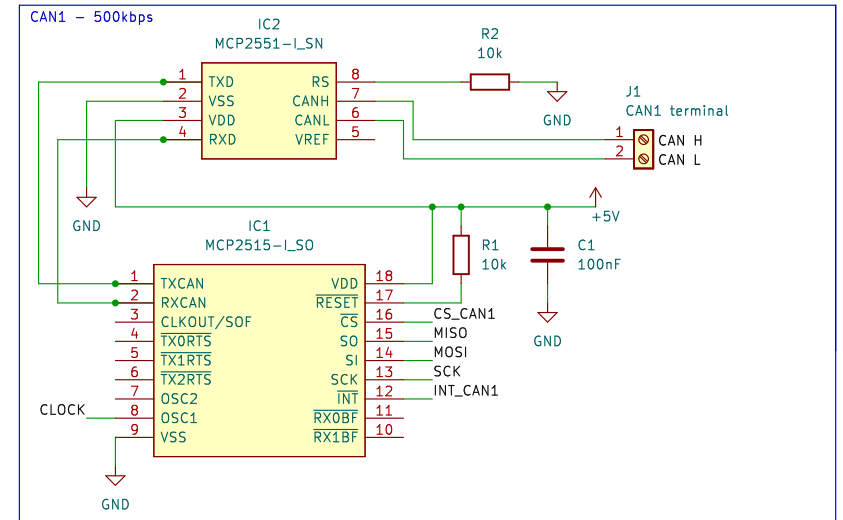 CAN1 – 500kbps
IC2
MCP2551-I_SN
1 TXD RS 8
2 VSS CANH 7
3 VDD CANL 6
4 RXD VREF 5
R2
10k
GND
J1
CAN1 terminal
1 CAN H
2 CAN L
GND
+5V
IC1
MCP2515-I_SO
R1
10k
C1
100nF
1 TXCAN VDD 18
2 RXCAN RESET 17
3 CLKOUT/SOF CS 16 CS_CAN1
4 TX0RTS SO 15 MISO
5 TX1RTS SI 14 MOSI
6 TX2RTS SCK 13 SCK
7 OSC2 INT 12 INT_CAN1
CLOCK 8 OSC1 RX0BF 11
9 VSS RX1BF 10
GND
GND